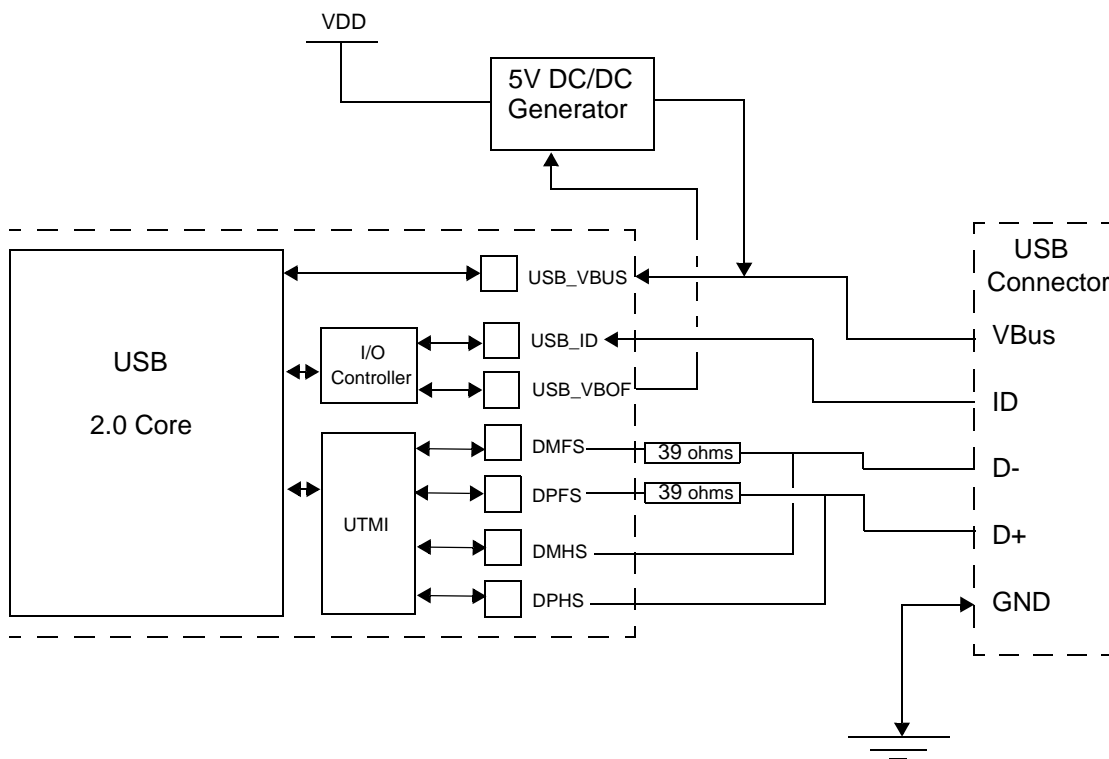 VDD
5V DC/DC
Generator
USB
Connector
USB_VBUS
VBus
USB_ID
I/O
Controller
USB
2.0 Core
USB_VBOF
ID
DMFS
39 ohms
D-
DPFS
39 ohms
UTMI
D+
DMHS
DPHS
GND